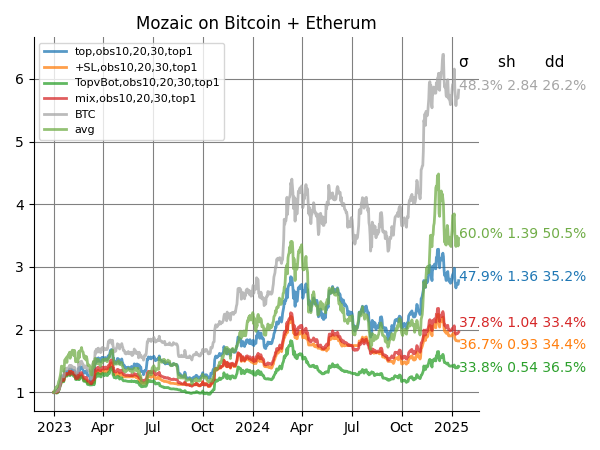 Mozaic on Bitcoin + Etherum
top,obs10,20,30,top1
+SL,obs10,20,30,top1
TopvBot,obs10,20,30,top1
mix,obs10,20,30,top1
BTC
avg
σ sh dd
48.3% 2.84 26.2%
60.0% 1.39 50.5%
47.9% 1.36 35.2%
37.8% 1.04 33.4%
36.7% 0.93 34.4%
33.8% 0.54 36.5%
6
5
4
3
2
1
2023 Apr Jul Oct 2024 Apr Jul Oct 2025